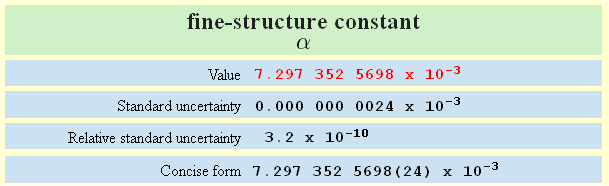 fine-structure constant
α
Value 7.297 352 5698 x 10⁻³
Standard uncertainty 0.000 000 0024 x 10⁻³
Relative standard uncertainty 3.2 x 10⁻¹⁰
Concise form 7.297 352 5698(24) x 10⁻³